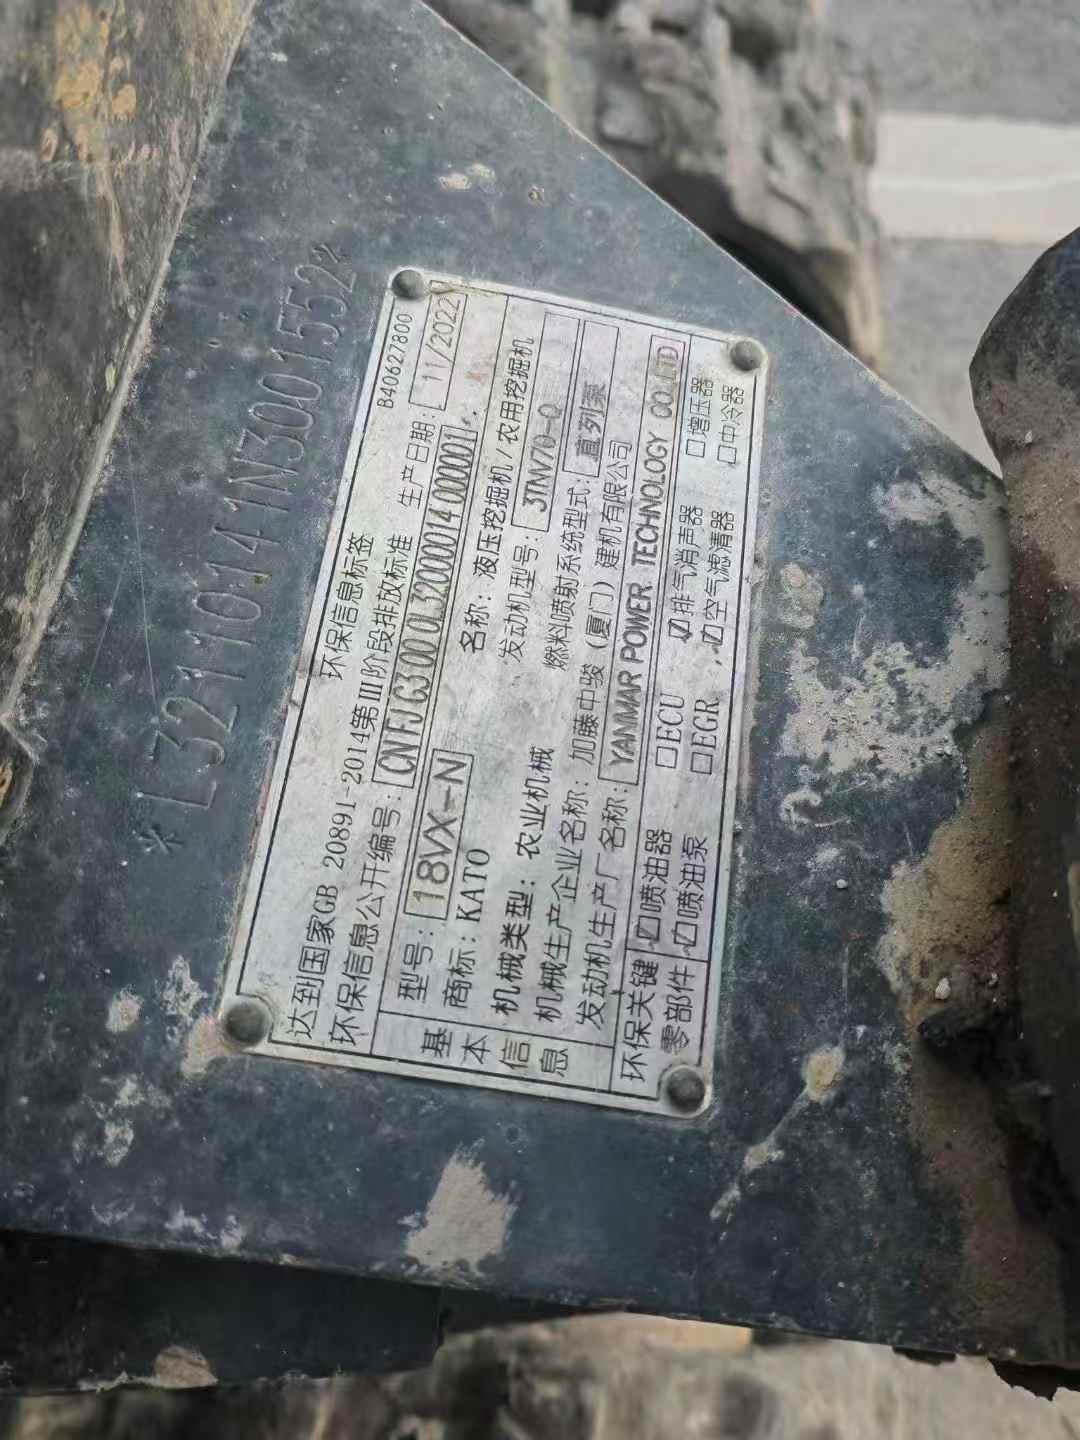 *L3211014JN3001552*
B40627800
环保信息标签
达到国家GB 20891-2014第III阶段排放标准 生产日期: 11/2022
环保信息公开编号: CN FJ G3 00 0L32000014 000001
基本信息
型号: 18VX-N
名称: 液压挖掘机/农用挖掘机
商标: KATO
发动机型号: 3TNV70-Q
机械类型: 农业机械
燃料喷射系统型式: 直列泵
机械生产企业名称: 加藤中骏(厦门)建机有限公司
发动机生产厂名称: YANMAR POWER TECHNOLOGY CO.,LTD
环保关键零部件
☑喷油器 □ECU ☑排气消声器 □增压器
☑喷油泵 □EGR ☑空气滤清器 □中冷器